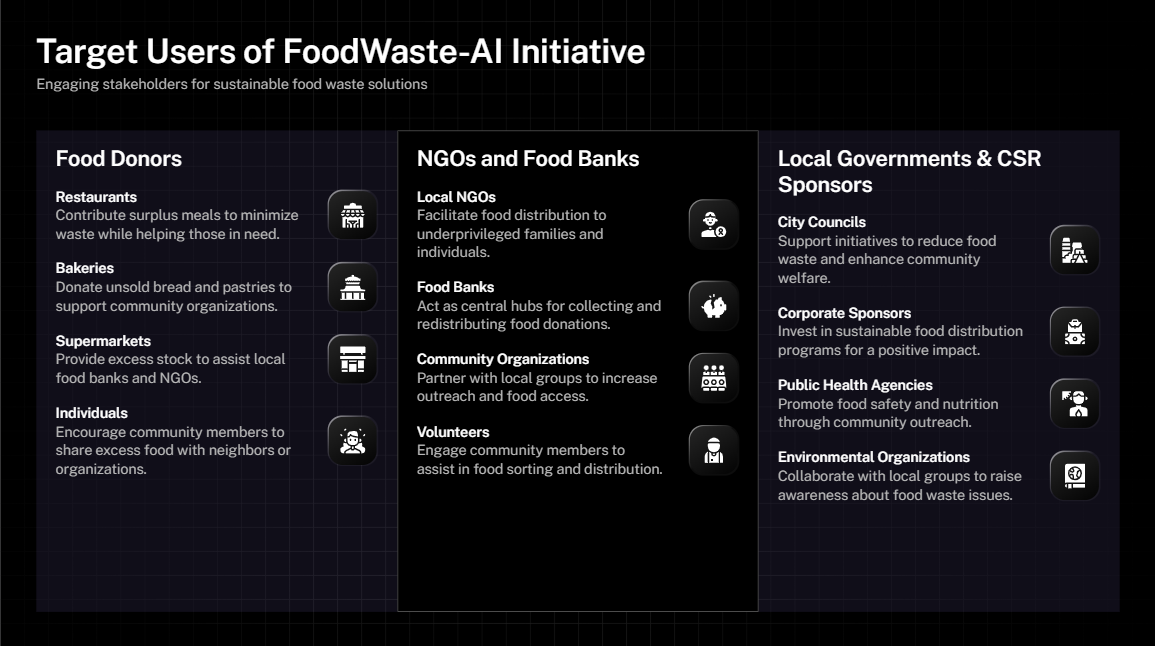 Target Users of FoodWaste-AI Initiative
Engaging stakeholders for sustainable food waste solutions
Food Donors
Restaurants
Contribute surplus meals to minimize
waste while helping those in need.
Bakeries
Donate unsold bread and pastries to
support community organizations.
Supermarkets
Provide excess stock to assist local
food banks and NGOs.
Individuals
Encourage community members to
share excess food with neighbors or
organizations.
NGOs and Food Banks
Local NGOs
Facilitate food distribution to
underprivileged families and
individuals.
Food Banks
Act as central hubs for collecting and
redistributing food donations.
Community Organizations
Partner with local groups to increase
outreach and food access.
Volunteers
Engage community members to
assist in food sorting and distribution.
Local Governments & CSR
Sponsors
City Councils
Support initiatives to reduce food
waste and enhance community
welfare.
Corporate Sponsors
Invest in sustainable food distribution
programs for a positive impact.
Public Health Agencies
Promote food safety and nutrition
through community outreach.
Environmental Organizations
Collaborate with local groups to raise
awareness about food waste issues.